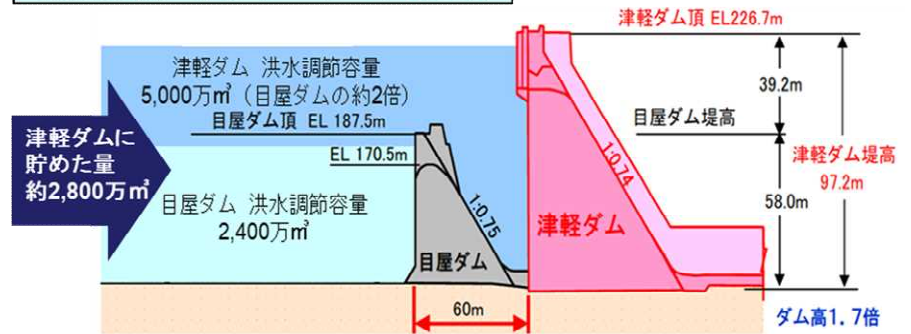 津軽ダム頂 EL226.7m
津軽ダム 洪水調節容量
5,000万㎥（目屋ダムの約2倍）
目屋ダム頂 EL 187.5m
目屋ダム堤高
39.2m
津軽ダムに
貯めた量
約2,800万㎥
EL 170.5m
1:0.74
津軽ダム堤高
97.2m
目屋ダム 洪水調節容量
2,400万㎥
1:0.75
58.0m
津軽ダム
目屋ダム
60m
ダム高1.7倍